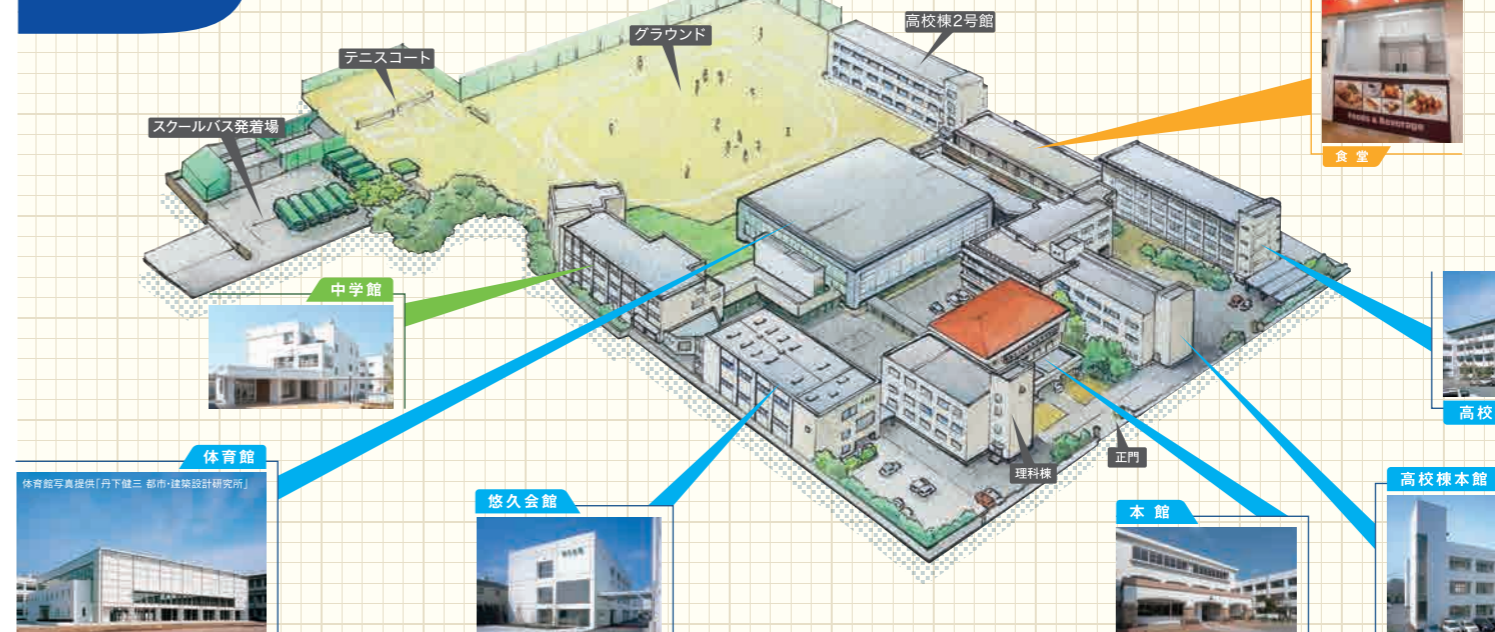 高校棟2号館
グラウンド
テニスコート
スクールバス発着場
Foods & Beverage
食堂
中学館
高校
体育館
体育館写真提供「丹下健三 都市・建築設計研究所」
理科棟
正門
高校棟本館
悠久会館
本館